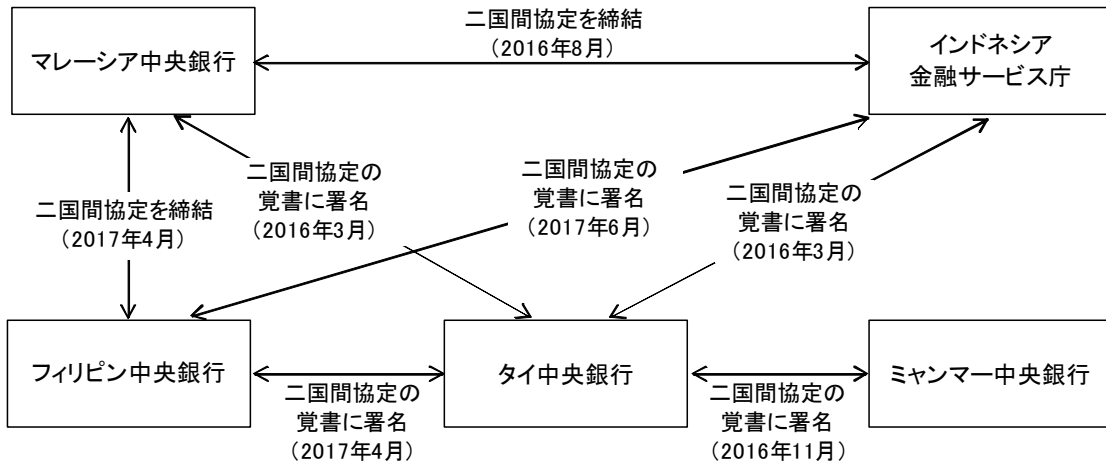 二国間協定を締結
（2016年8月）
マレーシア中央銀行
インドネシア
金融サービス庁
二国間協定を締結
（2017年4月）
二国間協定の
覚書に署名
（2016年3月）
二国間協定の
覚書に署名
（2017年6月）
二国間協定の
覚書に署名
（2016年3月）
フィリピン中央銀行
タイ中央銀行
ミャンマー中央銀行
二国間協定の
覚書に署名
（2017年4月）
二国間協定の
覚書に署名
（2016年11月）